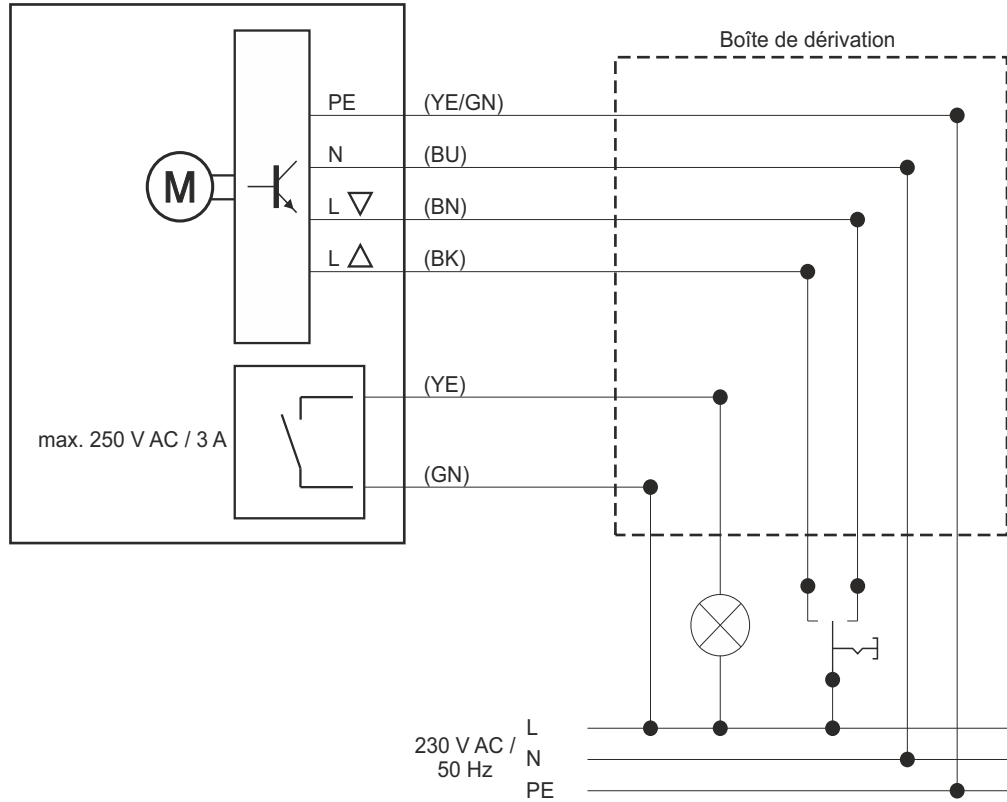 Boîte de dérivation
PE (YE/GN)
N (BU)
M
L (BN)
L (BK)
(YE)
max. 250 V AC / 3 A
(GN)
L
230 V AC /
N
50 Hz
PE